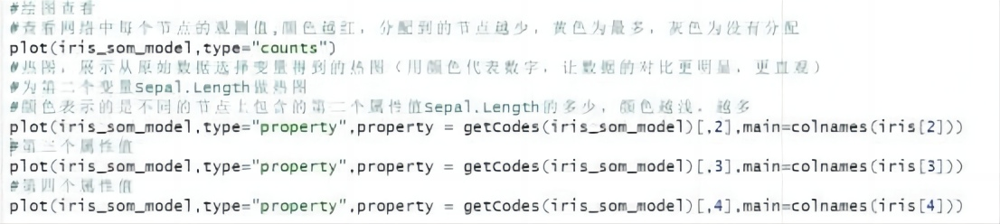 #绘图查看
#查看网络中每个节点的观测值,颜色越红，分配到的节点越少，黄色为最多，灰色为没有分配
plot(iris_som_model,type="counts")
#热图，展示从原始数据选择变量得到的热图（用颜色代表数字，让数据的对比更明显，更直观）
#为第二个变量Sepal.Length做热图
#颜色表示的是不同的节点上包含的第二个属性值Sepal.Length的多少，颜色越浅，越多
plot(iris_som_model,type="property",property = getCodes(iris_som_model)[,2],main=colnames(iris[2]))
#第三个属性值
plot(iris_som_model,type="property",property = getCodes(iris_som_model)[,3],main=colnames(iris[3]))
#第四个属性值
plot(iris_som_model,type="property",property = getCodes(iris_som_model)[,4],main=colnames(iris[4]))